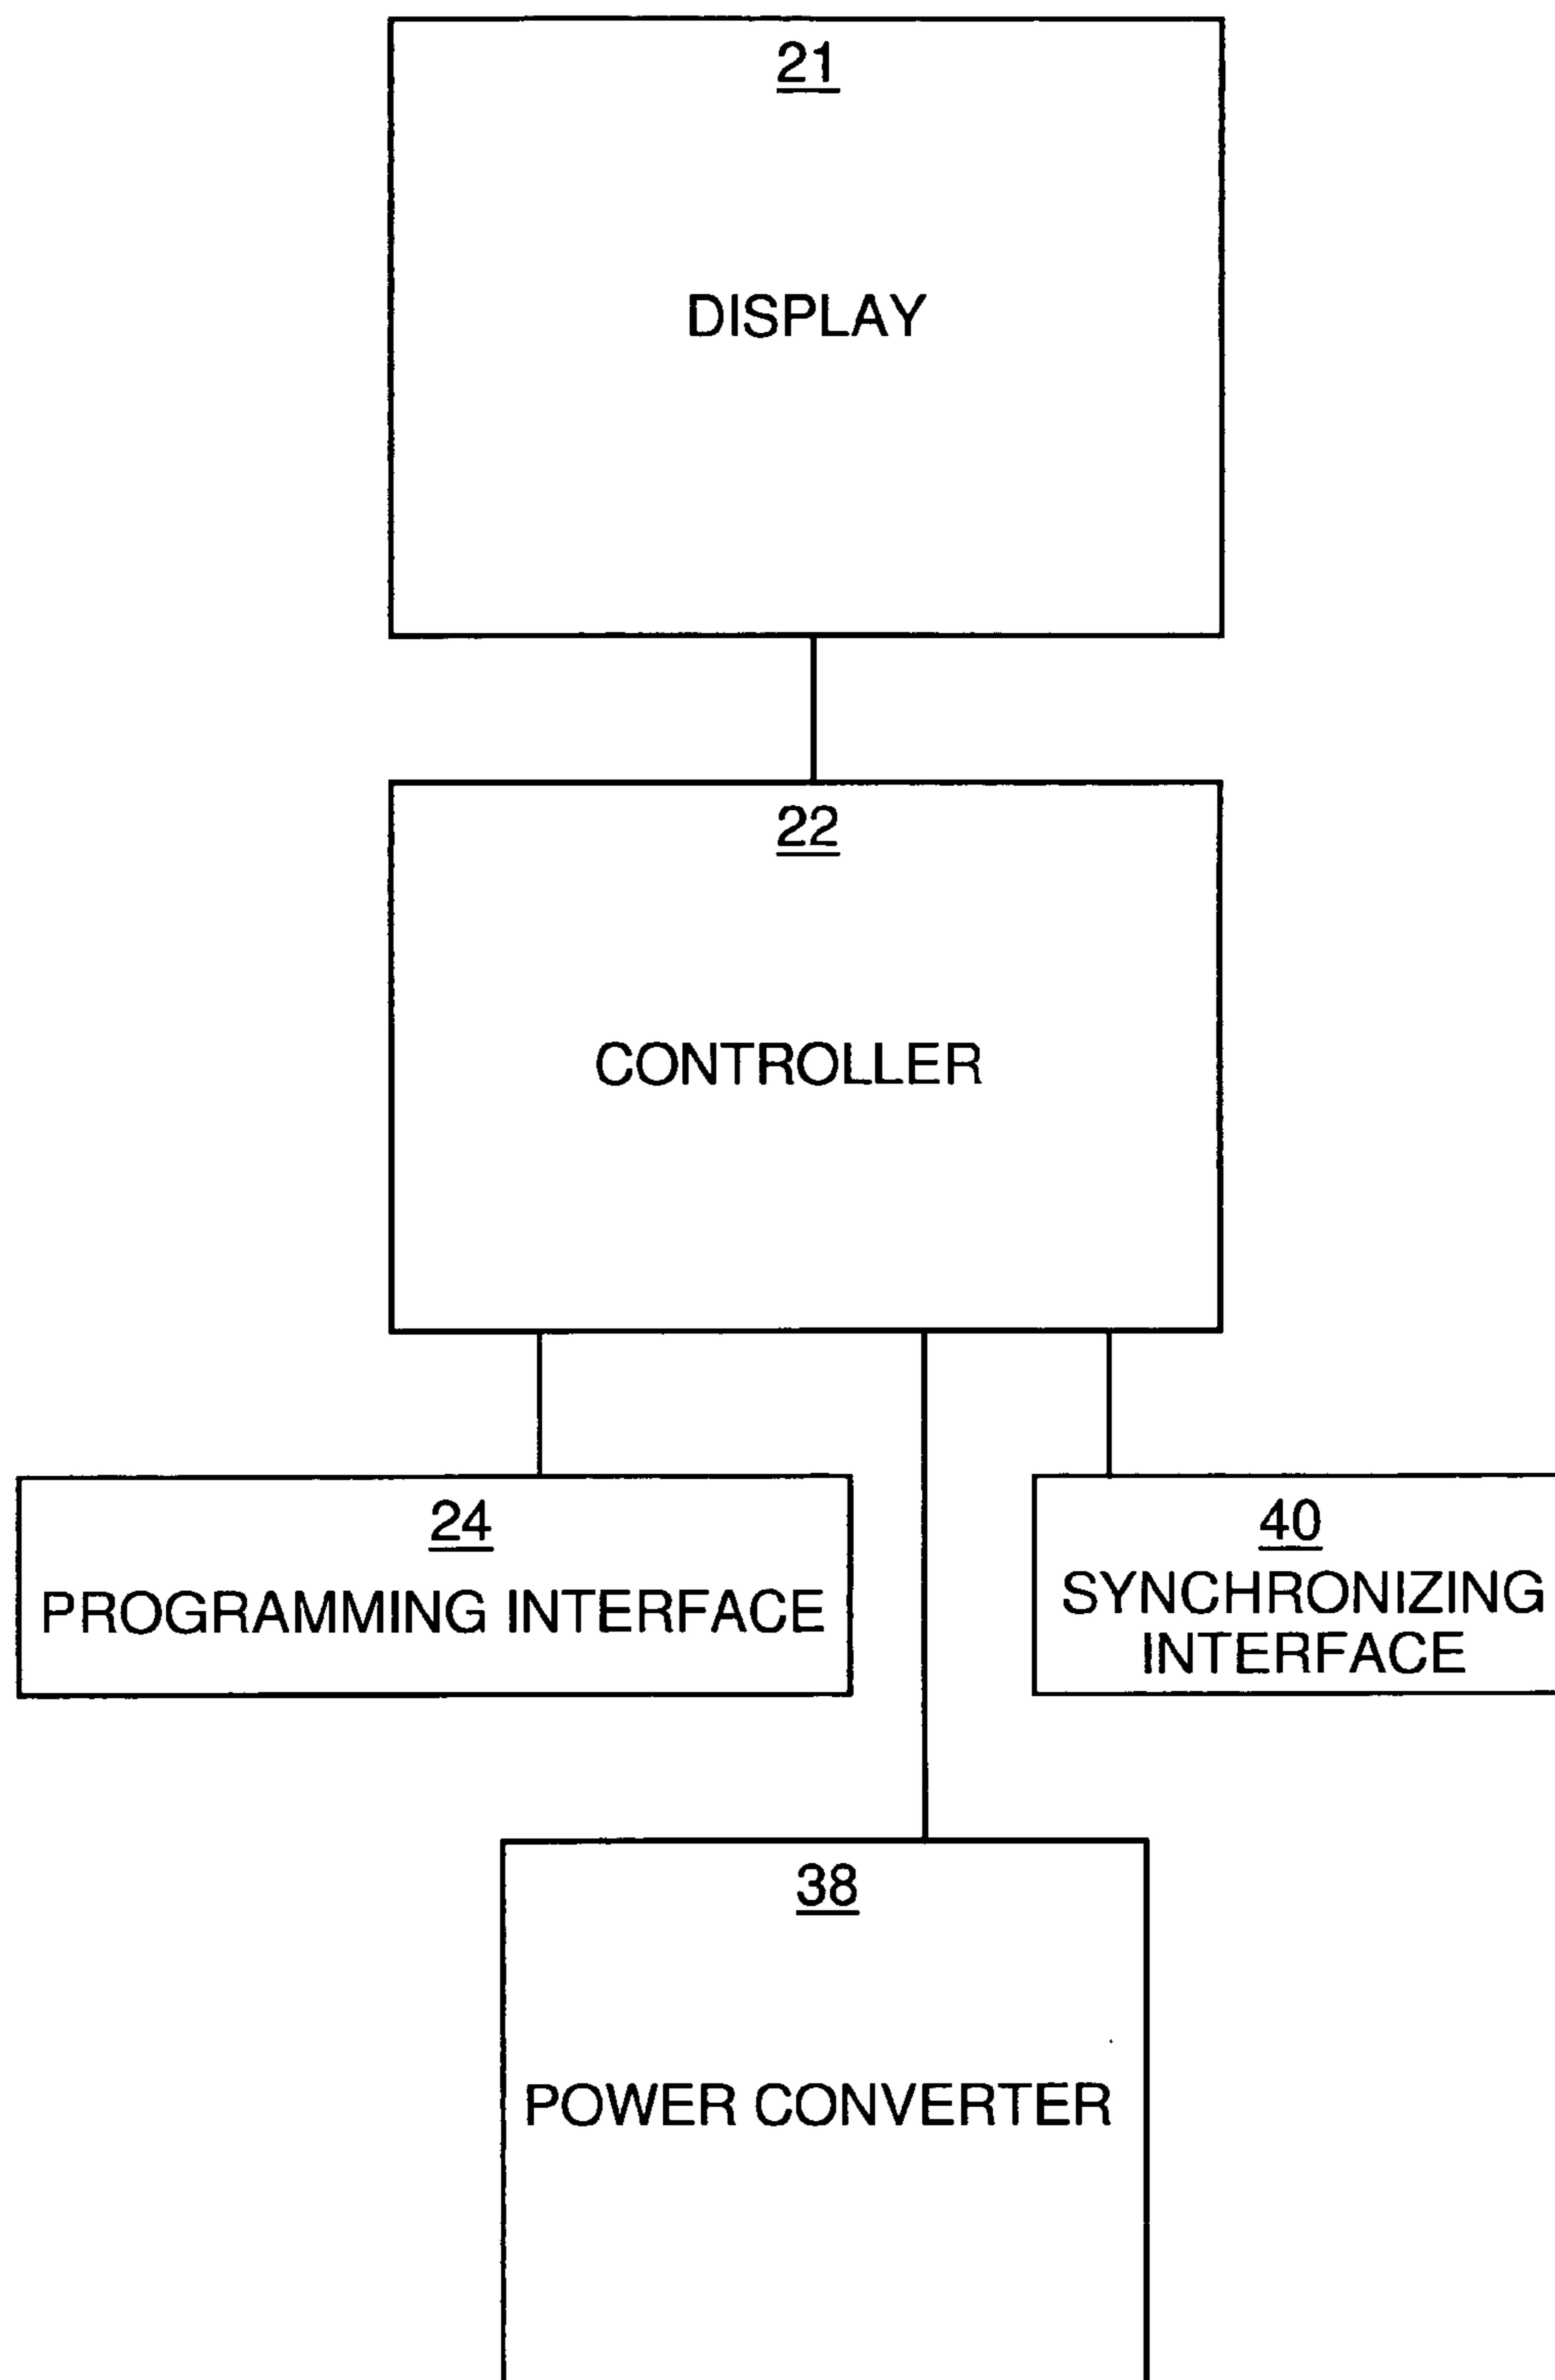 21
DISPLAY
22
CONTROLLER
24
PROGRAMMING INTERFACE
40
SYNCHRONIZING
INTERFACE
38
POWER CONVERTER